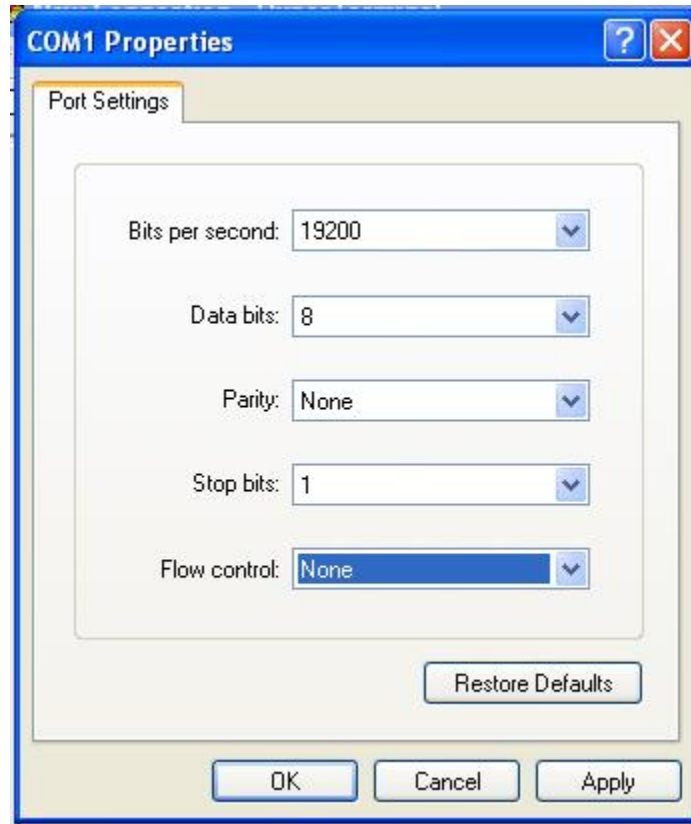 COM1 Properties
Port Settings
Bits per second: 19200
Data bits: 8
Parity: None
Stop bits: 1
Flow control: None
Restore Defaults
OK Cancel Apply